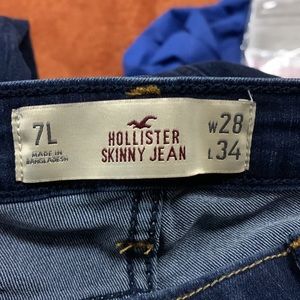 7L
MADE IN
BANGLADESH
HOLLISTER
SKINNY JEAN
W28
L34